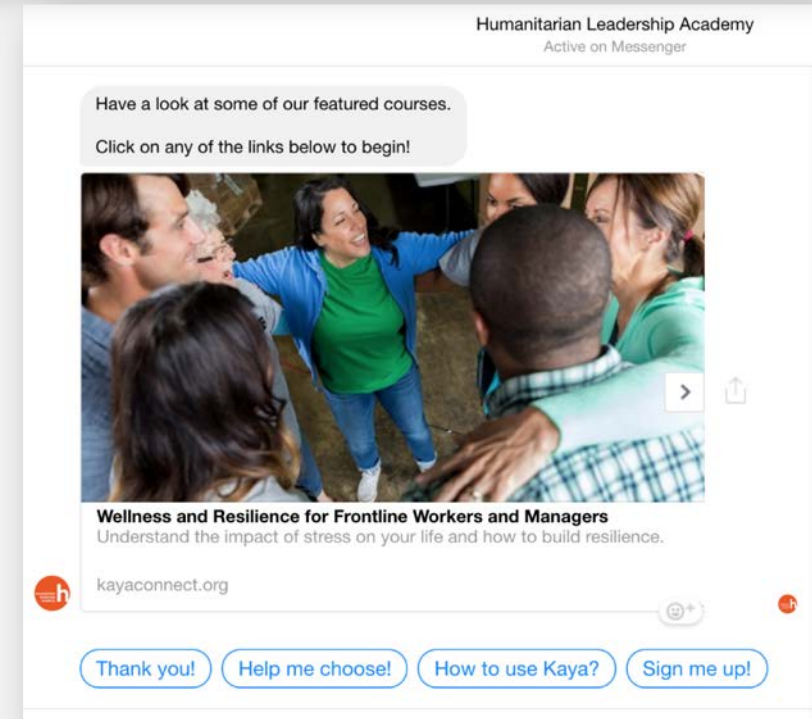 Humanitarian Leadership Academy
Active on Messenger
Have a look at some of our featured courses.
Click on any of the links below to begin!
Wellness and Resilience for Frontline Workers and Managers
Understand the impact of stress on your life and how to build resilience.
kayaconnect.org
h
h
Thank you!
Help me choose!
How to use Kaya?
Sign me up!